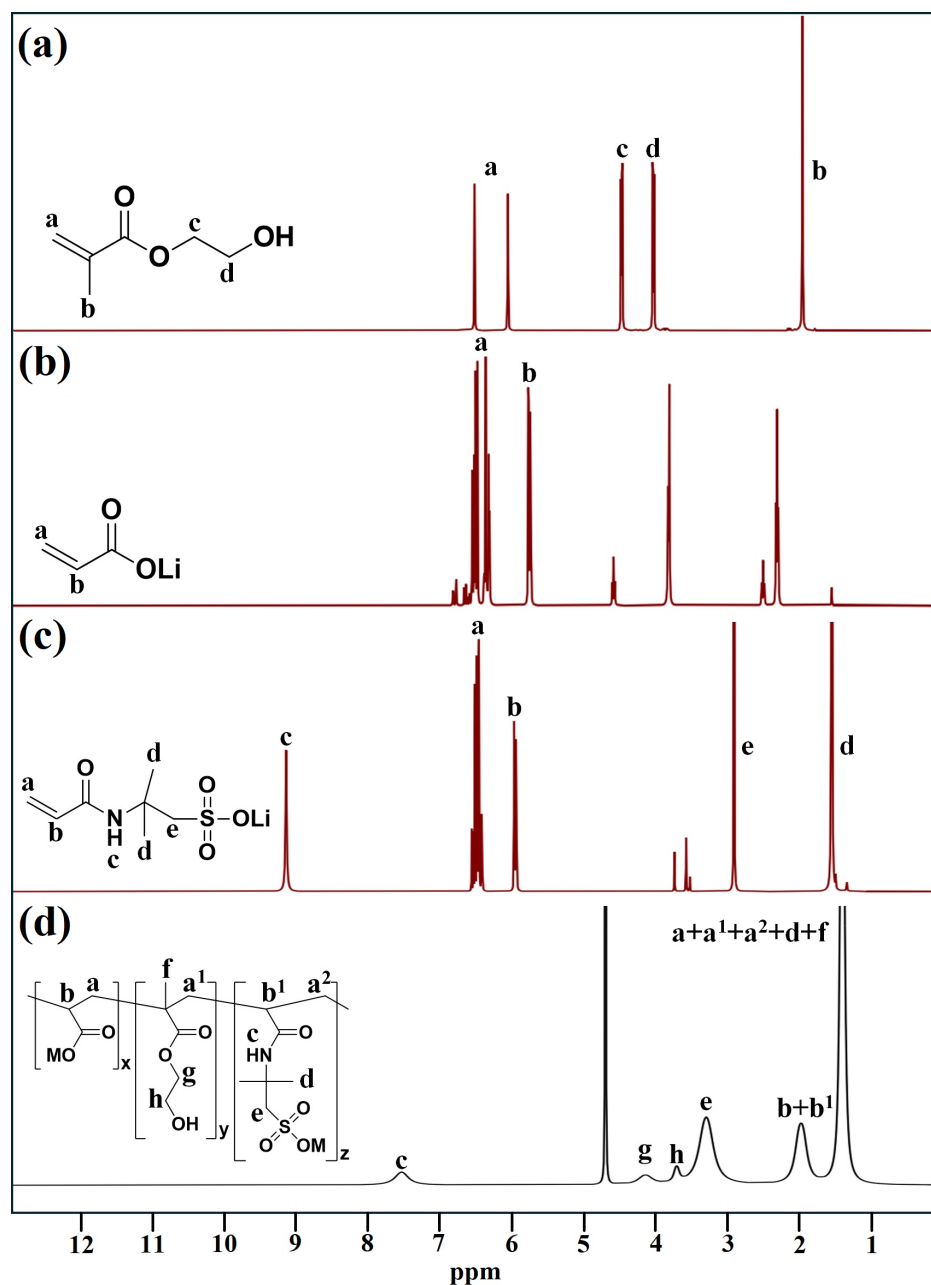 (a)
a
c
d
b
O
a
c
O
OH
d
b
(b)
a
b
O
a
OLi
b
(c)
a
b
c
e
d
O
d
a
O
N
S
OLi
b
H
e
O
c
d
(d)
a+a¹+a²+d+f
f
a¹
a²
b
a
b¹
c
O
O
O
MO
x
O
HN
g
d
h
e
O
S
OH
O
OM
y
z
c
g
h
e
b+b¹
12 11 10 9 8 7 6 5 4 3 2 1
ppm